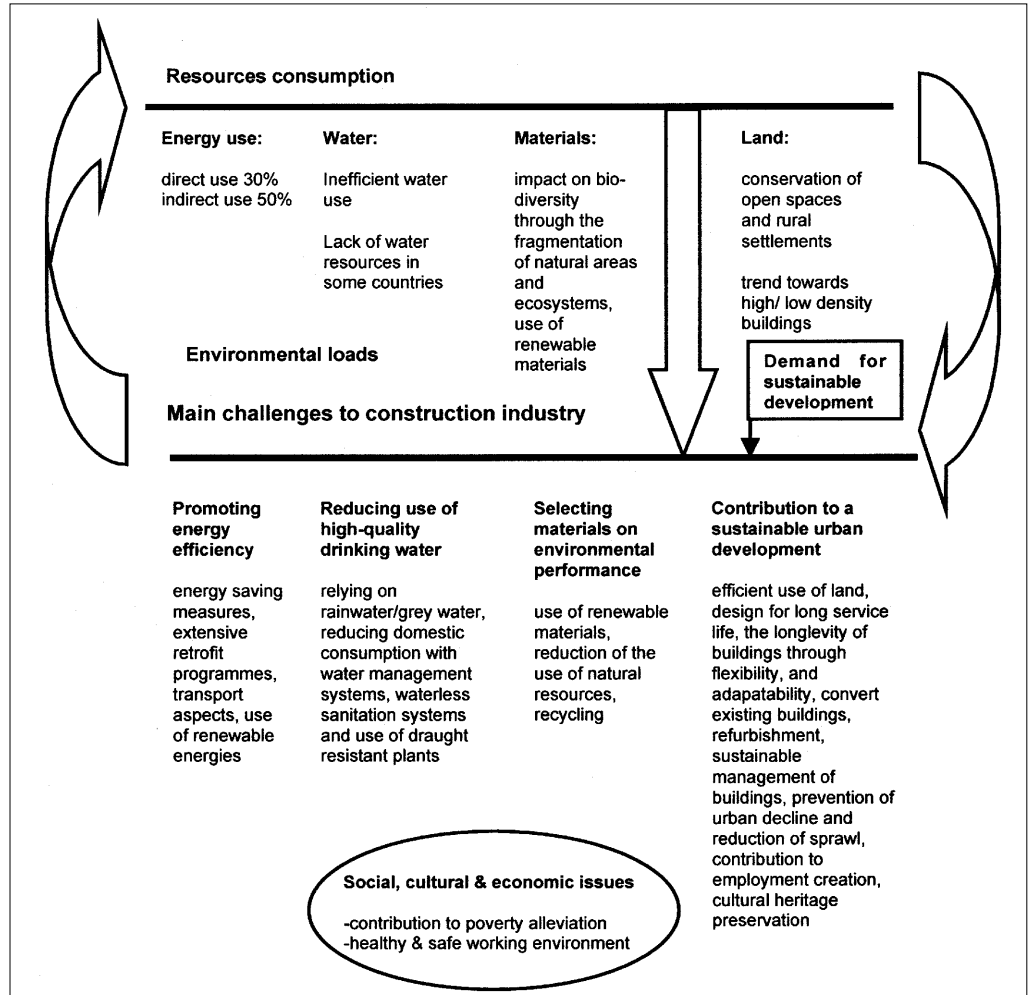 Resources consumption
Energy use:
direct use 30%
indirect use 50%
Water:
Inefficient water
use
Lack of water
resources in
some countries
Materials:
impact on bio-
diversity
through the
fragmentation
of natural areas
and
ecosystems,
use of
renewable
materials
Land:
conservation of
open spaces
and rural
settlements
trend towards
high/ low density
buildings
Environmental loads
Demand for
sustainable
development
Main challenges to construction industry
Promoting
energy
efficiency
energy saving
measures,
extensive
retrofit
programmes,
transport
aspects, use
of renewable
energies
Reducing use of
high-quality
drinking water
relying on
rainwater/grey water,
reducing domestic
consumption with
water management
systems, waterless
sanitation systems
and use of draught
resistant plants
Selecting
materials on
environmental
performance
use of renewable
materials,
reduction of the
use of natural
resources,
recycling
Contribution to a
sustainable urban
development
efficient use of land,
design for long service
life, the longlevity of
buildings through
flexibility, and
adapatability, convert
existing buildings,
refurbishment,
sustainable
management of
buildings, prevention of
urban decline and
reduction of sprawl,
contribution to
employment creation,
cultural heritage
preservation
Social, cultural & economic issues
-contribution to poverty alleviation
-healthy & safe working environment